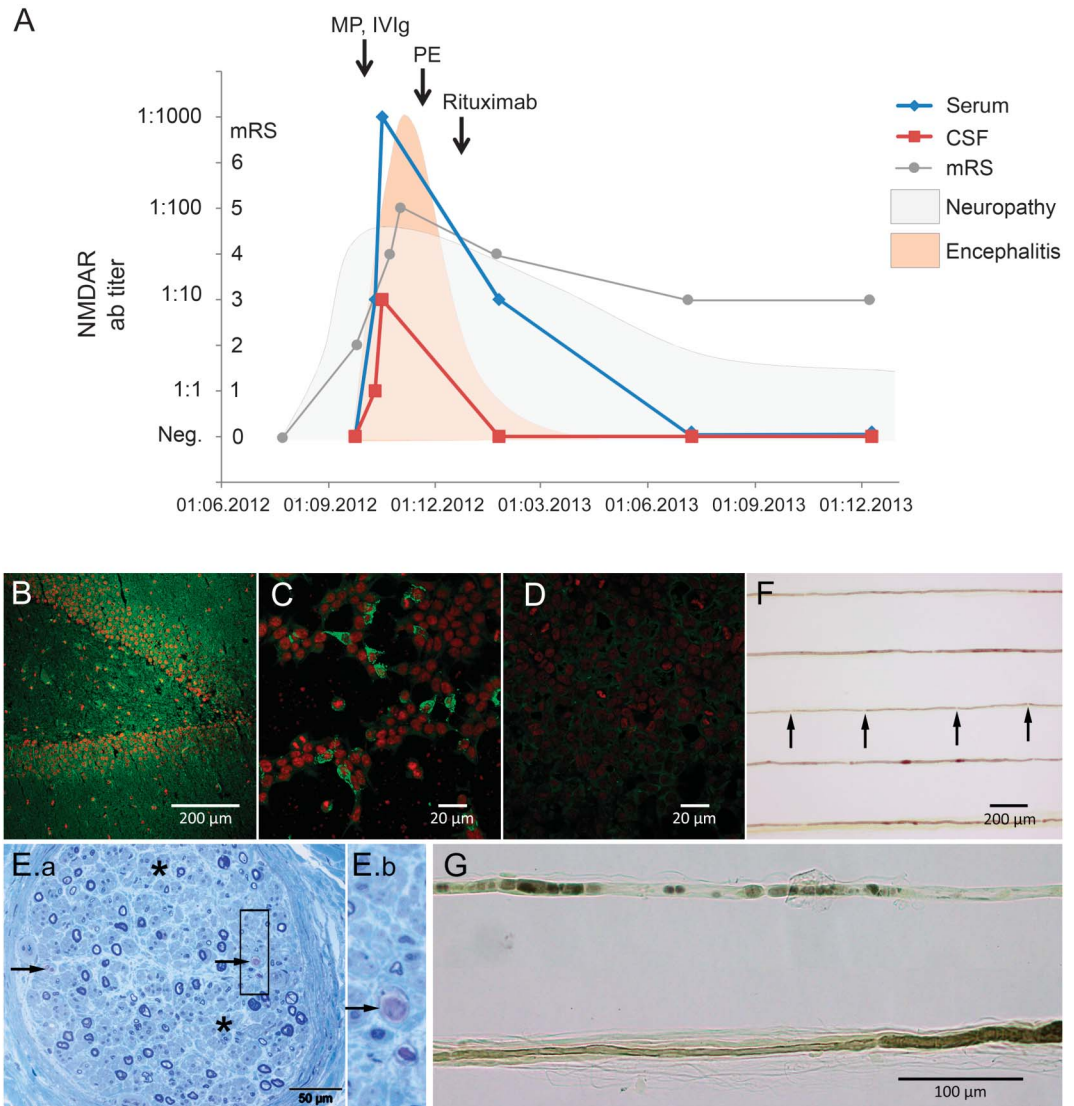 A
MP, IVIg
PE
Rituximab
1:1000
mRS
6
1:100
5
4
1:10
3
2
1:1
1
Neg.
0
NMDAR
ab titer
Serum
CSF
mRS
Neuropathy
Encephalitis
01:06.2012 01:09.2012 01:12.2012 01:03.2013 01:06.2013 01:09.2013 01:12.2013
B
200 µm
C
20 µm
D
20 µm
F
200 µm
E.a
*
*
50 µm
E.b
G
100 µm